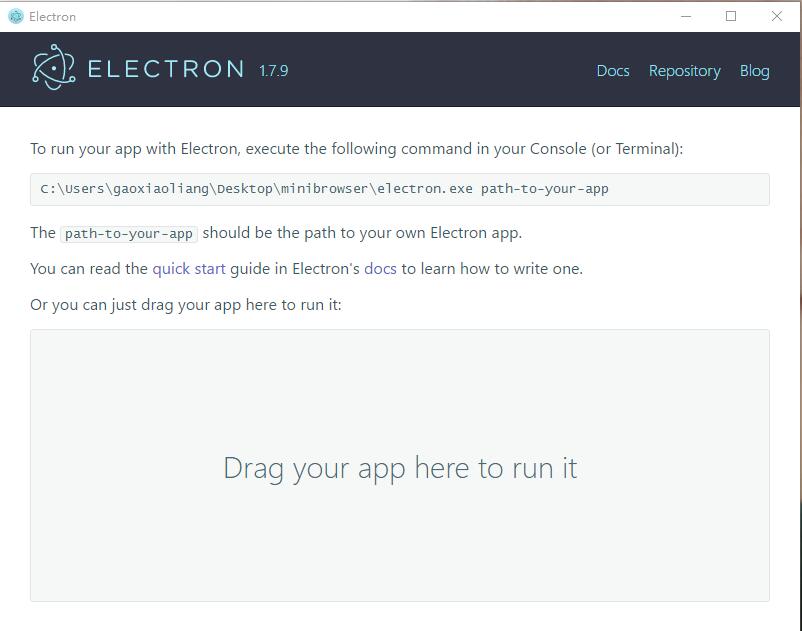 Electron
ELECTRON 1.7.9 Docs Repository Blog
To run your app with Electron, execute the following command in your Console (or Terminal):
C:\Users\gaoxiaoliang\Desktop\minibrowser\electron.exe path-to-your-app
The path-to-your-app should be the path to your own Electron app.
You can read the quick start guide in Electron's docs to learn how to write one.
Or you can just drag your app here to run it:
Drag your app here to run it